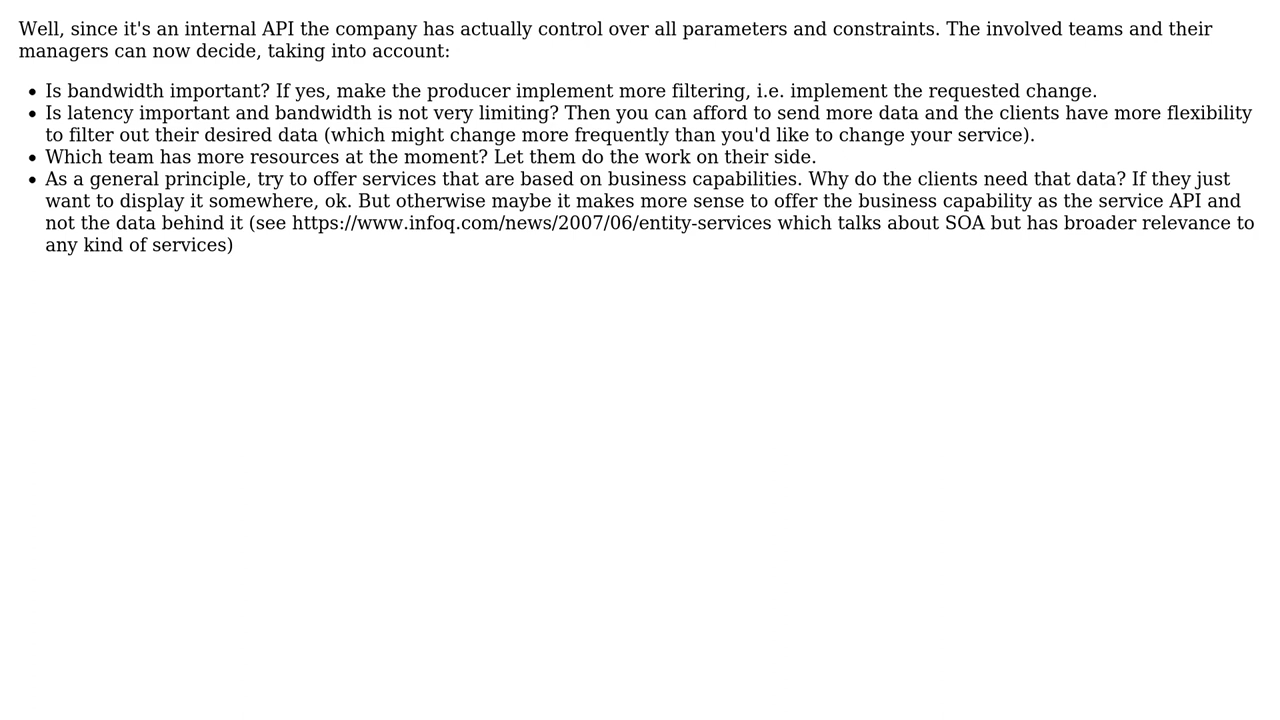 Well, since it's an internal API the company has actually control over all parameters and constraints. The involved teams and their
managers can now decide, taking into account:
• Is bandwidth important? If yes, make the producer implement more filtering, i.e. implement the requested change.
• Is latency important and bandwidth is not very limiting? Then you can afford to send more data and the clients have more flexibility
to filter out their desired data (which might change more frequently than you'd like to change your service).
• Which team has more resources at the moment? Let them do the work on their side.
• As a general principle, try to offer services that are based on business capabilities. Why do the clients need that data? If they just
want to display it somewhere, ok. But otherwise maybe it makes more sense to offer the business capability as the service API and
not the data behind it (see https://www.infoq.com/news/2007/06/entity-services which talks about SOA but has broader relevance to
any kind of services)